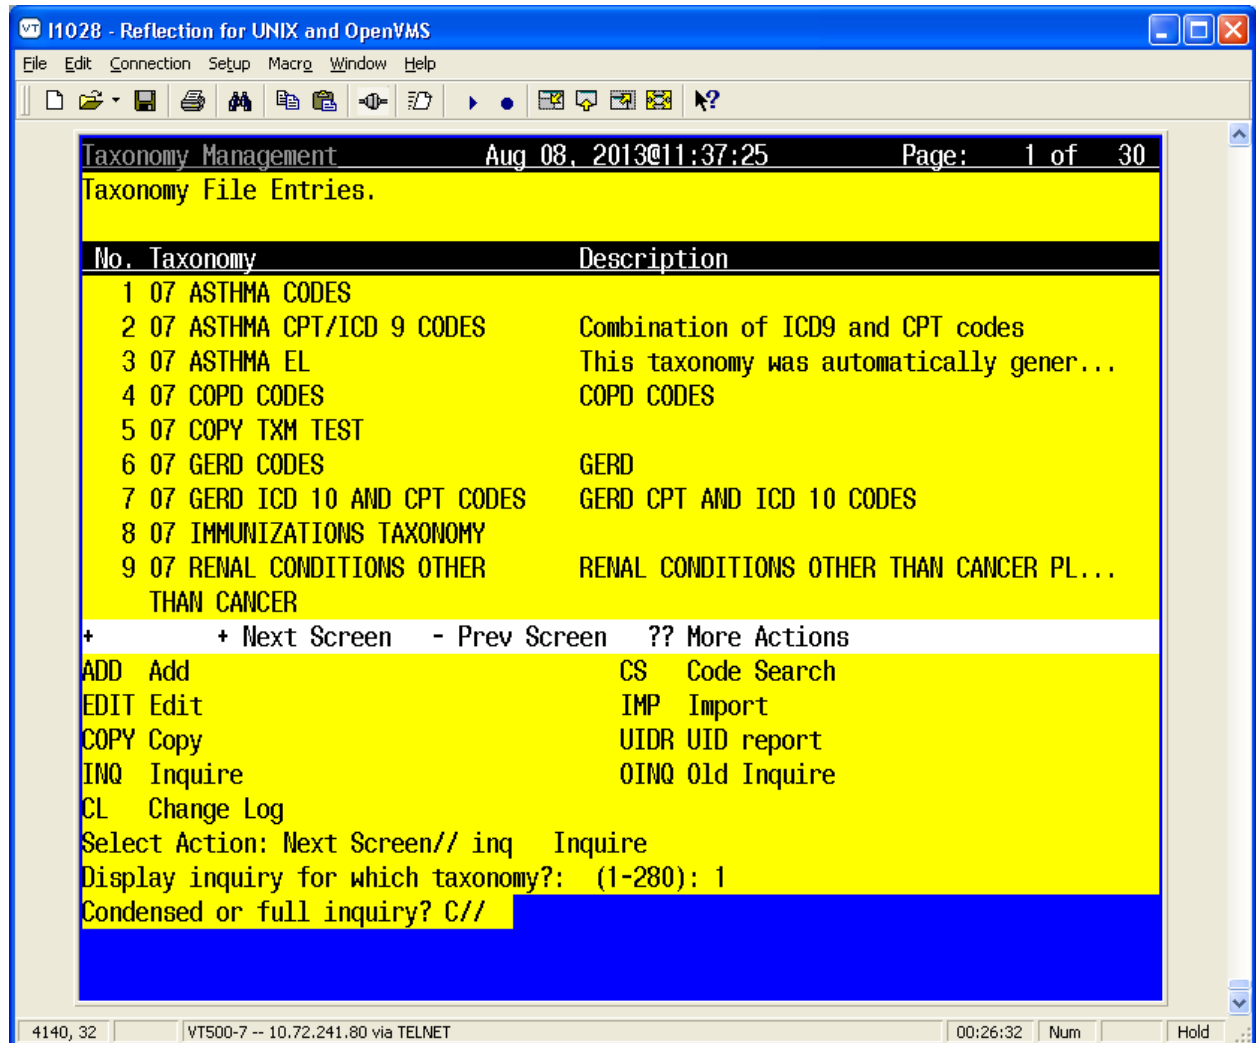 VT I1028 - Reflection for UNIX and OpenVMS
File Edit Connection Setup Macro Window Help
Taxonomy Management Aug 08, 2013@11:37:25 Page: 1 of 30
Taxonomy File Entries.
No. Taxonomy Description
1 07 ASTHMA CODES
2 07 ASTHMA CPT/ICD 9 CODES Combination of ICD9 and CPT codes
3 07 ASTHMA EL This taxonomy was automatically gener...
4 07 COPD CODES COPD CODES
5 07 COPY TXM TEST
6 07 GERD CODES GERD
7 07 GERD ICD 10 AND CPT CODES GERD CPT AND ICD 10 CODES
8 07 IMMUNIZATIONS TAXONOMY
9 07 RENAL CONDITIONS OTHER RENAL CONDITIONS OTHER THAN CANCER PL...
THAN CANCER
+ + Next Screen - Prev Screen ?? More Actions
ADD Add CS Code Search
EDIT Edit IMP Import
COPY Copy UIDR UID report
INQ Inquire OINQ Old Inquire
CL Change Log
Select Action: Next Screen// inq Inquire
Display inquiry for which taxonomy?: (1-280): 1
Condensed or full inquiry? C//
4140, 32 VT500-7 -- 10.72.241.80 via TELNET 00:26:32 Num Hold